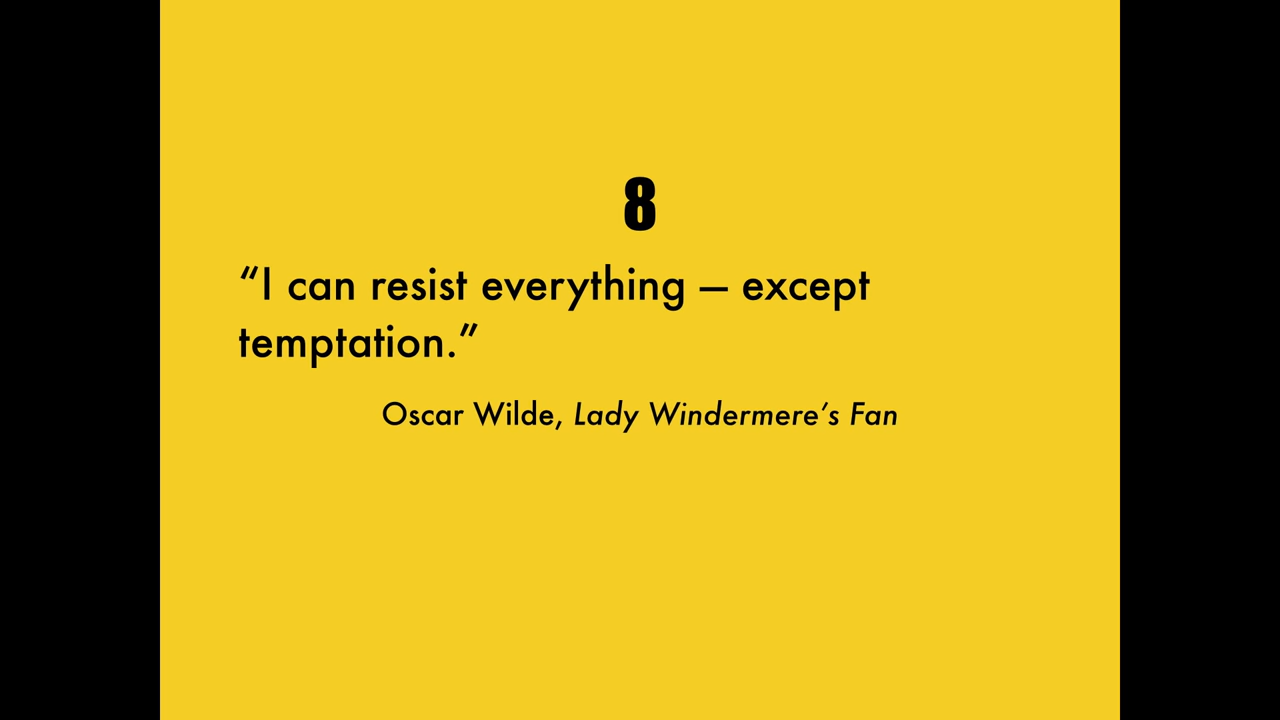 8
“I can resist everything — except
temptation.”
Oscar Wilde, Lady Windermere’s Fan